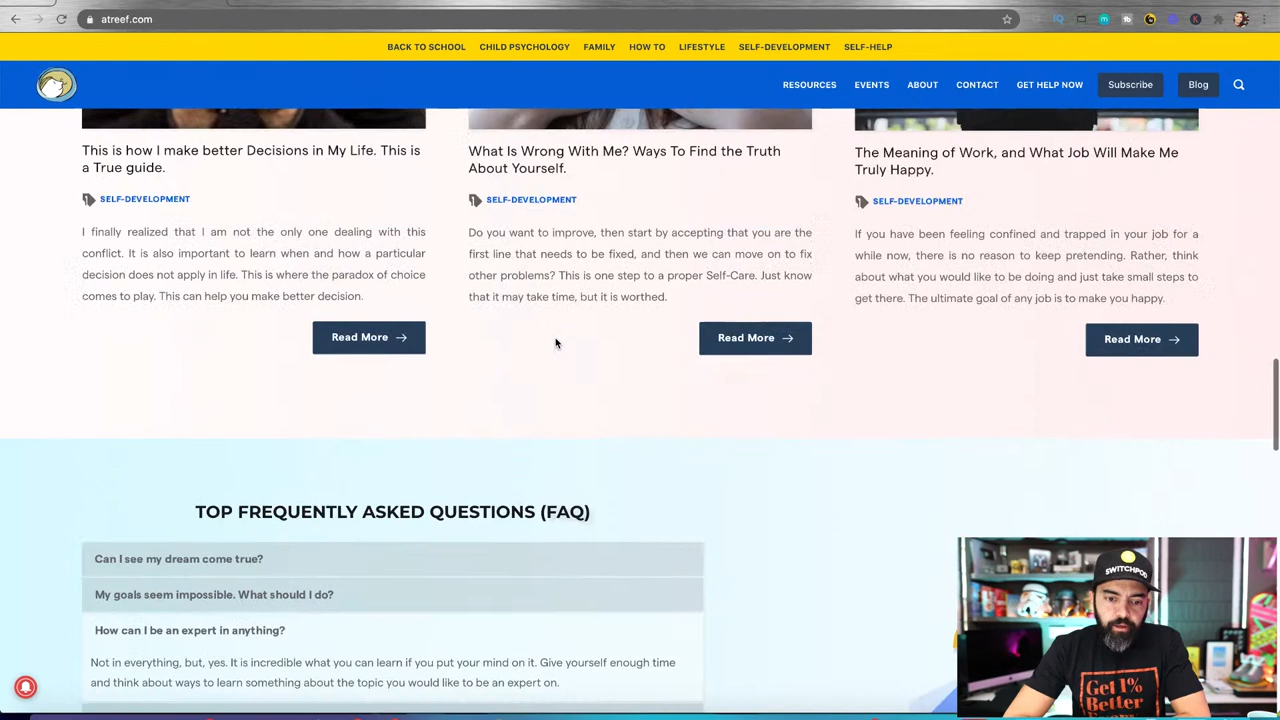 atreef.com
BACK TO SCHOOL CHILD PSYCHOLOGY FAMILY HOW TO LIFESTYLE SELF-DEVELOPMENT SELF-HELP
RESOURCES EVENTS ABOUT CONTACT GET HELP NOW Subscribe Blog
This is how I make better Decisions in My Life. This is
a True guide.
SELF-DEVELOPMENT
I finally realized that I am not the only one dealing with this
conflict. It is also important to learn when and how a particular
decision does not apply in life. This is where the paradox of choice
comes to play. This can help you make better decision.
Read More
What Is Wrong With Me? Ways To Find the Truth
About Yourself.
SELF-DEVELOPMENT
Do you want to improve, then start by accepting that you are the
first line that needs to be fixed, and then we can move on to fix
other problems? This is one step to a proper Self-Care. Just know
that it may take time, but it is worthed.
Read More
The Meaning of Work, and What Job Will Make Me
Truly Happy.
SELF-DEVELOPMENT
If you have been feeling confined and trapped in your job for a
while now, there is no reason to keep pretending. Rather, think
about what you would like to be doing and just take small steps to
get there. The ultimate goal of any job is to make you happy.
Read More
TOP FREQUENTLY ASKED QUESTIONS (FAQ)
Can I see my dream come true?
My goals seem impossible. What should I do?
How can I be an expert in anything?
Not in everything, but, yes. It is incredible what you can learn if you put your mind on it. Give yourself enough time
and think about ways to learn something about the topic you would like to be an expert on.
SWITCHPOD
Get 1%
Better